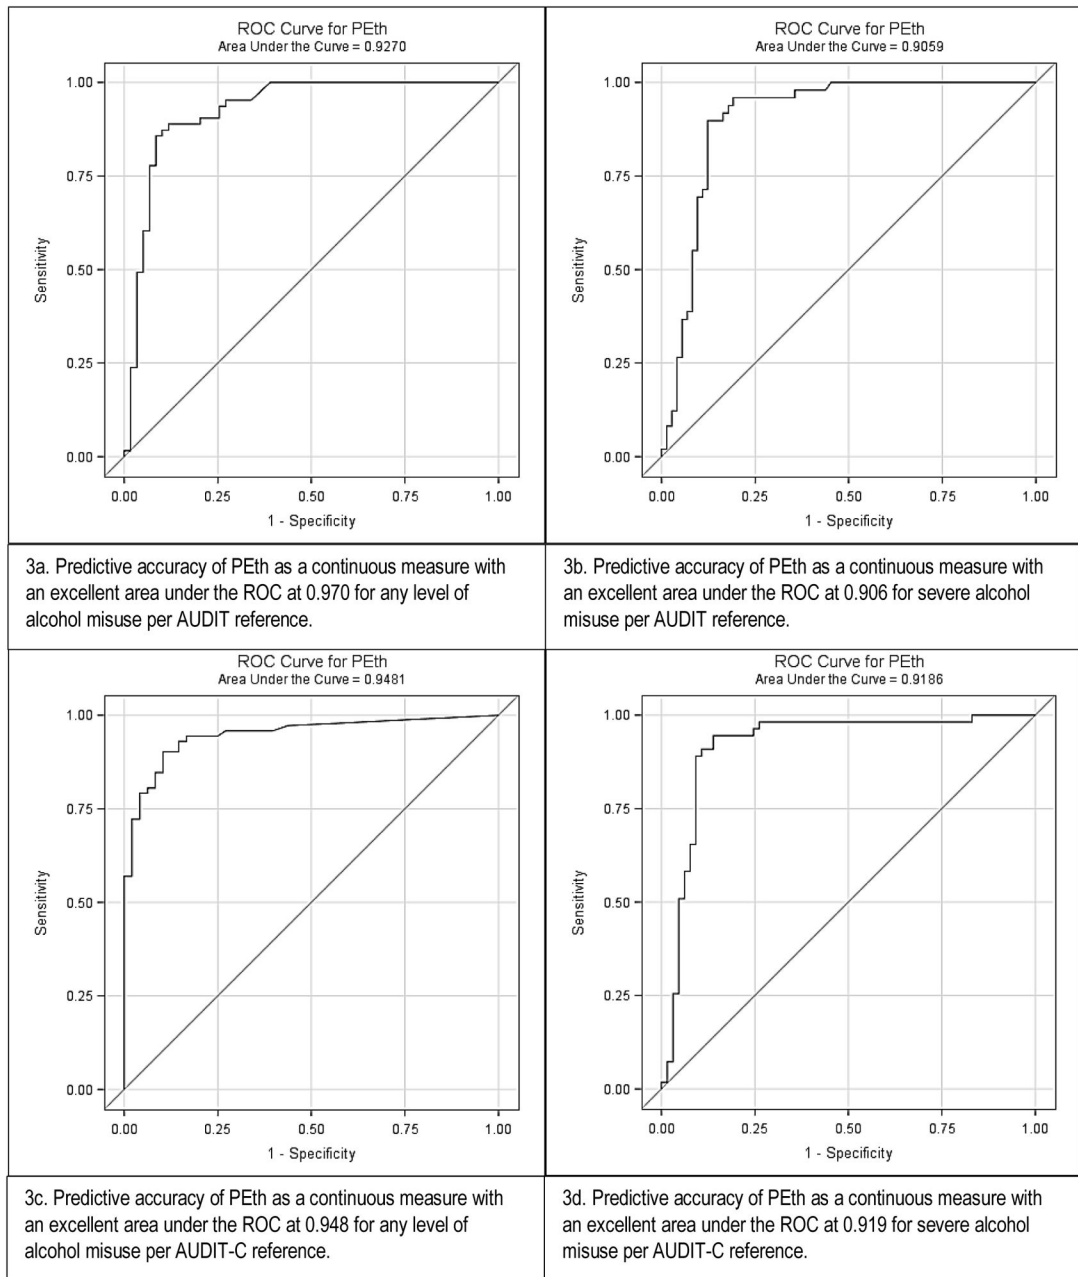 ROC Curve for PEth
Area Under the Curve = 0.9270
1.00
0.75
0.50
0.25
0.00
Sensitivity
0.00 0.25 0.50 0.75 1.00
1 - Specificity
ROC Curve for PEth
Area Under the Curve = 0.9059
1.00
0.75
0.50
0.25
0.00
Sensitivity
0.00 0.25 0.50 0.75 1.00
1 - Specificity
3a. Predictive accuracy of PEth as a continuous measure with
an excellent area under the ROC at 0.970 for any level of
alcohol misuse per AUDIT reference.
3b. Predictive accuracy of PEth as a continuous measure with
an excellent area under the ROC at 0.906 for severe alcohol
misuse per AUDIT reference.
ROC Curve for PEth
Area Under the Curve = 0.9481
1.00
0.75
0.50
0.25
0.00
Sensitivity
0.00 0.25 0.50 0.75 1.00
1 - Specificity
ROC Curve for PEth
Area Under the Curve = 0.9186
1.00
0.75
0.50
0.25
0.00
Sensitivity
0.00 0.25 0.50 0.75 1.00
1 - Specificity
3c. Predictive accuracy of PEth as a continuous measure with
an excellent area under the ROC at 0.948 for any level of
alcohol misuse per AUDIT-C reference.
3d. Predictive accuracy of PEth as a continuous measure with
an excellent area under the ROC at 0.919 for severe alcohol
misuse per AUDIT-C reference.